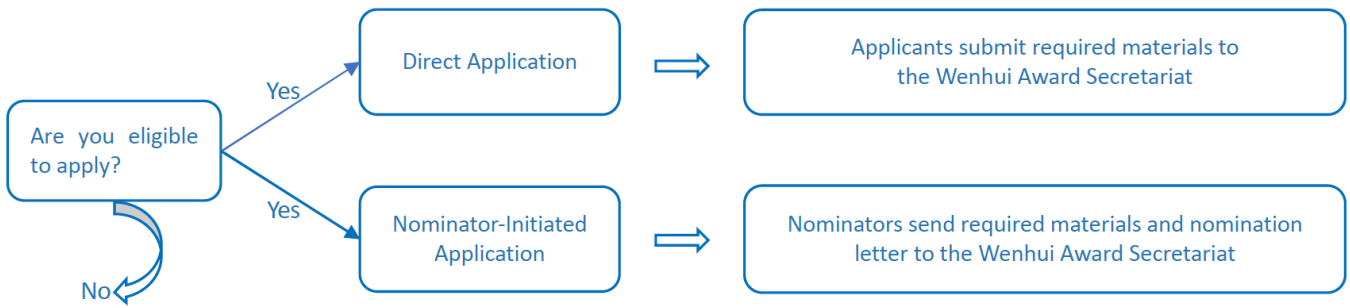 Are you eligible
to apply?
Yes
Direct Application
Applicants submit required materials to
the Wenhui Award Secretariat
Yes
Nominator-Initiated
Application
Nominators send required materials and nomination
letter to the Wenhui Award Secretariat
No